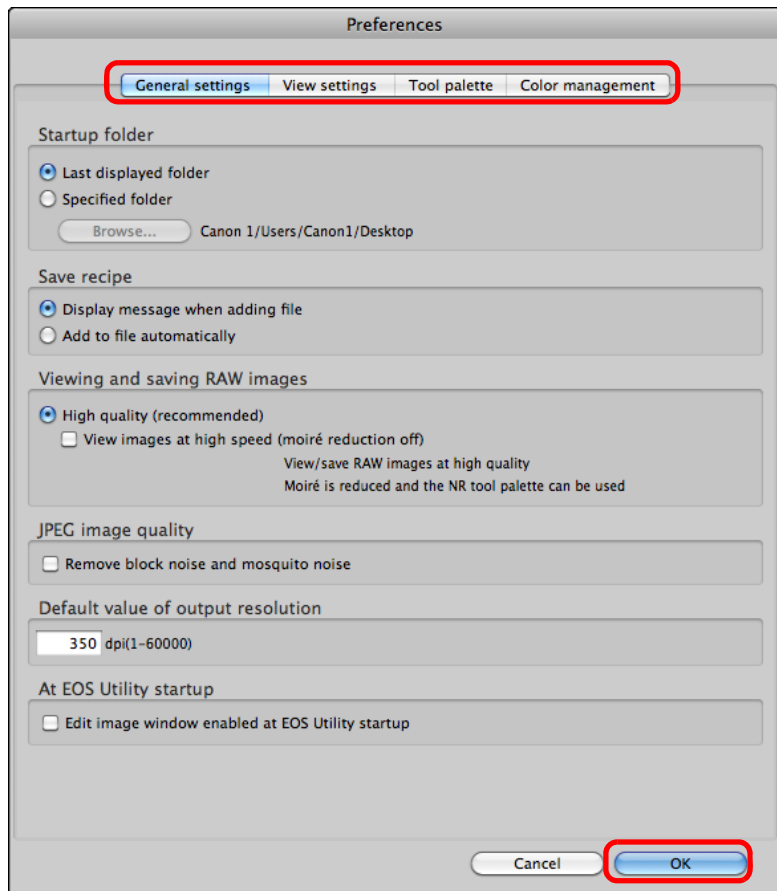 Preferences
General settings View settings Tool palette Color management
Startup folder
Last displayed folder
Specified folder
Browse... Canon 1/Users/Canon1/Desktop
Save recipe
Display message when adding file
Add to file automatically
Viewing and saving RAW images
High quality (recommended)
View images at high speed (moiré reduction off)
View/save RAW images at high quality
Moiré is reduced and the NR tool palette can be used
JPEG image quality
Remove block noise and mosquito noise
Default value of output resolution
350 dpi(1-60000)
At EOS Utility startup
Edit image window enabled at EOS Utility startup
Cancel OK